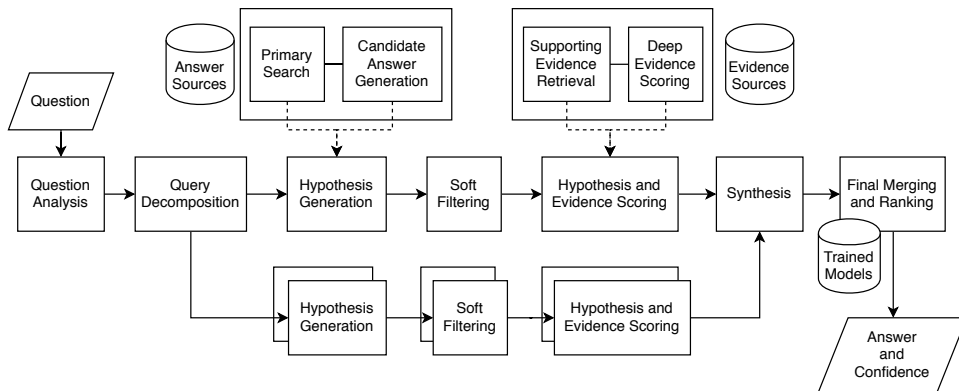 Answer
Sources
Primary
Search
Candidate
Answer
Generation
Supporting
Evidence
Retrieval
Deep
Evidence
Scoring
Evidence
Sources
Question
Question
Analysis
Query
Decomposition
Hypothesis
Generation
Soft
Filtering
Hypothesis and
Evidence Scoring
Synthesis
Final Merging
and Ranking
Trained
Models
Hypothesis
Generation
Soft
Filtering
Hypothesis and
Evidence Scoring
Answer
and
Confidence